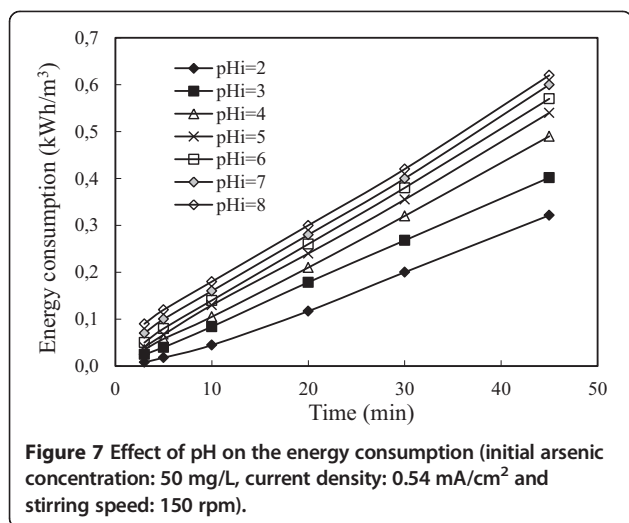 0,7
0,6
0,5
0,4
0,3
0,2
0,1
0,0
Energy consumption (kWh/m³)
pHi=2
pHi=3
pHi=4
pHi=5
pHi=6
pHi=7
pHi=8
0
10
20
30
40
50
Time (min)
Figure 7 Effect of pH on the energy consumption (initial arsenic
concentration: 50 mg/L, current density: 0.54 mA/cm² and
stirring speed: 150 rpm).